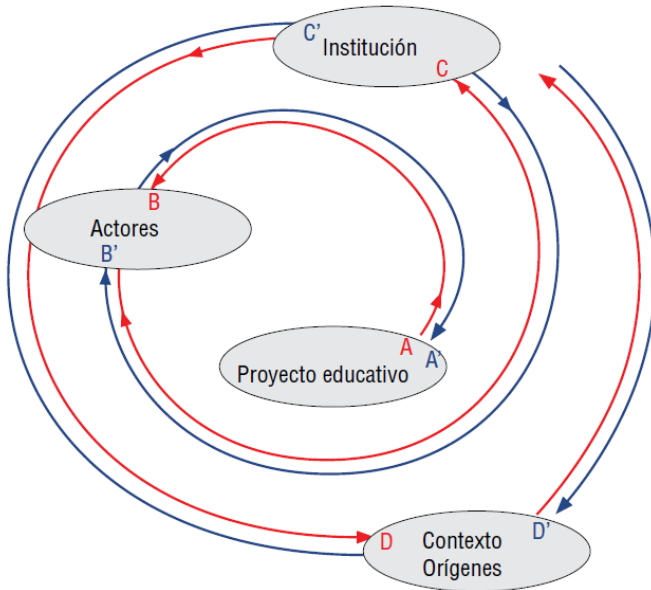 C'
Institución
C
B
Actores
B'
A
Proyecto educativo A'
D
Contexto
D'
Orígenes